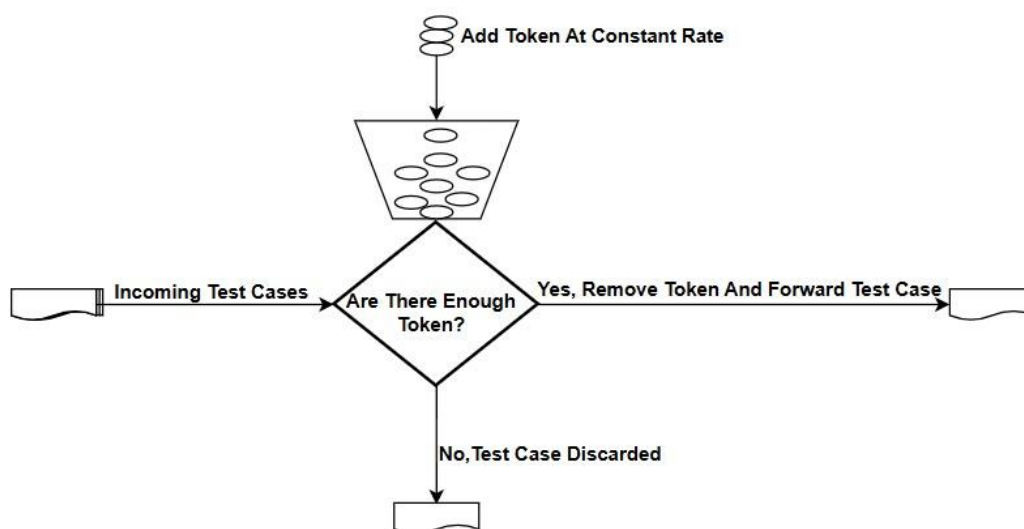 Add Token At Constant Rate
Incoming Test Cases
Are There Enough
Token?
Yes, Remove Token And Forward Test Case
No,Test Case Discarded